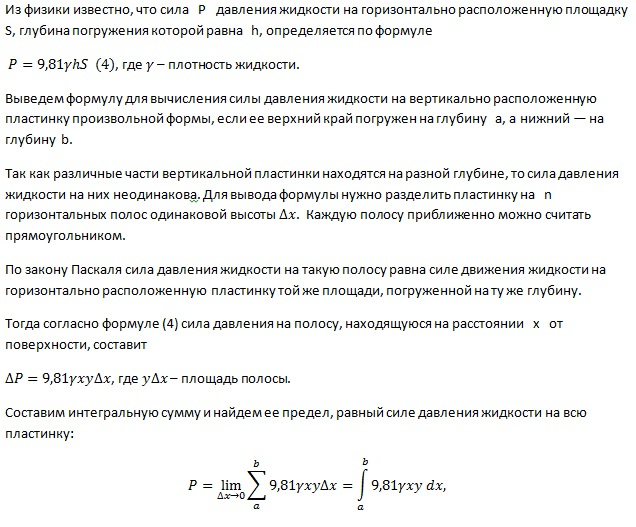 Из физики известно, что сила P давления жидкости на горизонтально расположенную площадку
S, глубина погружения которой равна h, определяется по формуле
P = 9,81γhS (4), где γ – плотность жидкости.
Выведем формулу для вычисления силы давления жидкости на вертикально расположенную
пластинку произвольной формы, если ее верхний край погружен на глубину a, а нижний — на
глубину b.
Так как различные части вертикальной пластинки находятся на разной глубине, то сила давления
жидкости на них неодинакова. Для вывода формулы нужно разделить пластинку на n
горизонтальных полос одинаковой высоты Δx. Каждую полосу приближенно можно считать
прямоугольником.
По закону Паскаля сила давления жидкости на такую полосу равна силе движения жидкости на
горизонтально расположенную пластинку той же площади, погруженной на ту же глубину.
Тогда согласно формуле (4) сила давления на полосу, находящуюся на расстоянии x от
поверхности, составит
ΔP = 9,81γxyΔx, где yΔx – площадь полосы.
Составим интегральную сумму и найдем ее предел, равный силе давления жидкости на всю
пластинку:
P = lim_{Δx→0} ∑_a^b 9,81γxyΔx = ∫_a^b 9,81γxy dx,